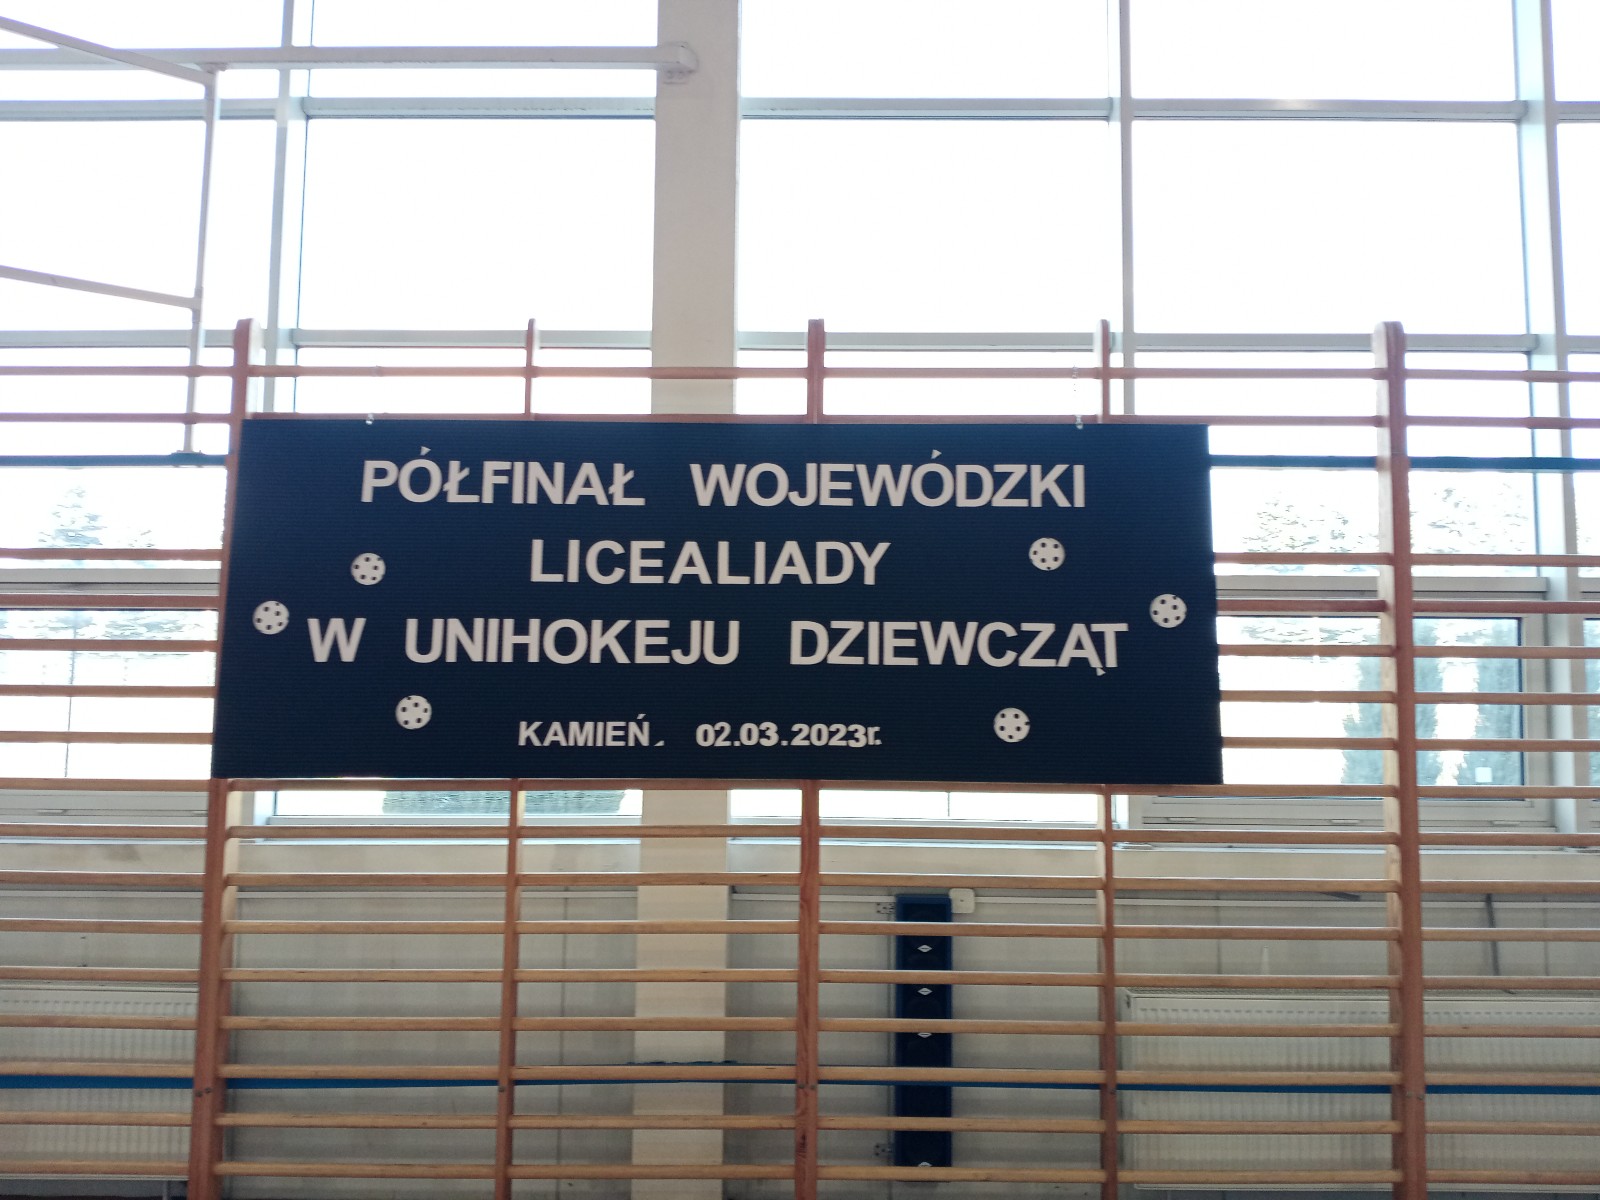 PÓŁFINAŁ WOJEWÓDZKI
LICEALIADY
W UNIHOKEJU DZIEWCZĄT
KAMIEŃ. 02.03.2023r.